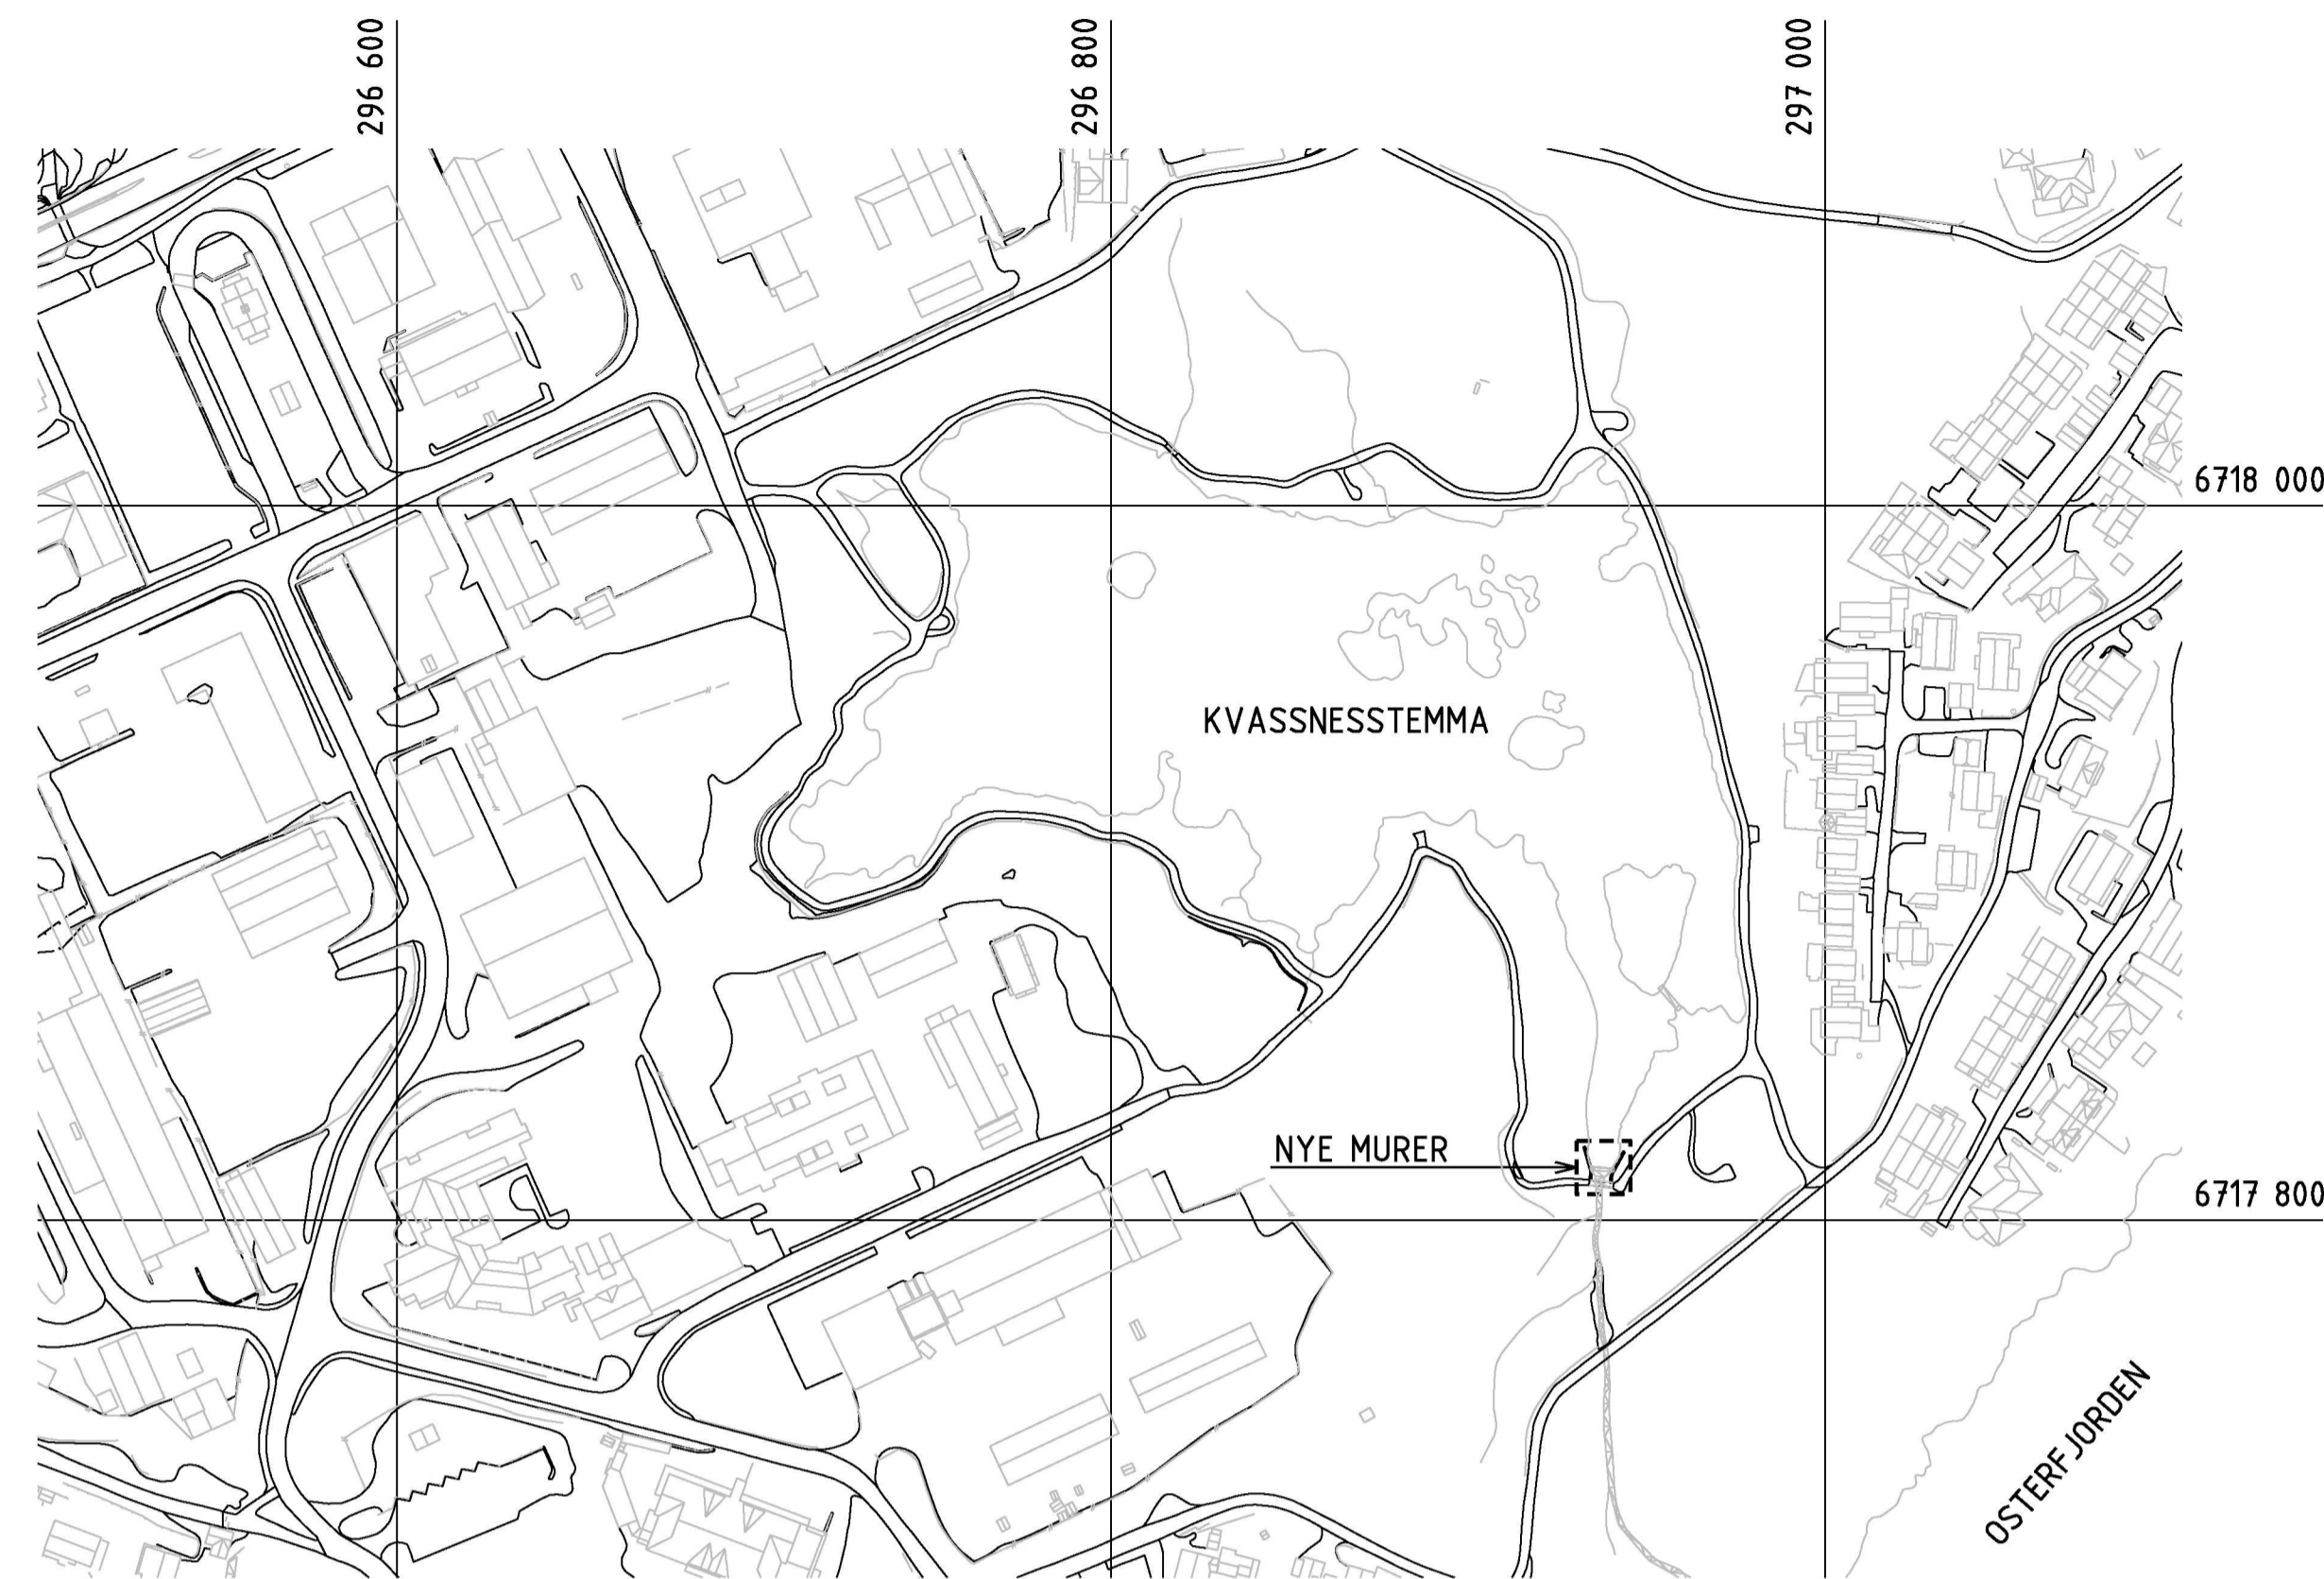 296 600
296 800
297 000
6718 000
KVASSNESSTEMMA
NYE MURER
6717 800
OSTERFJORDEN